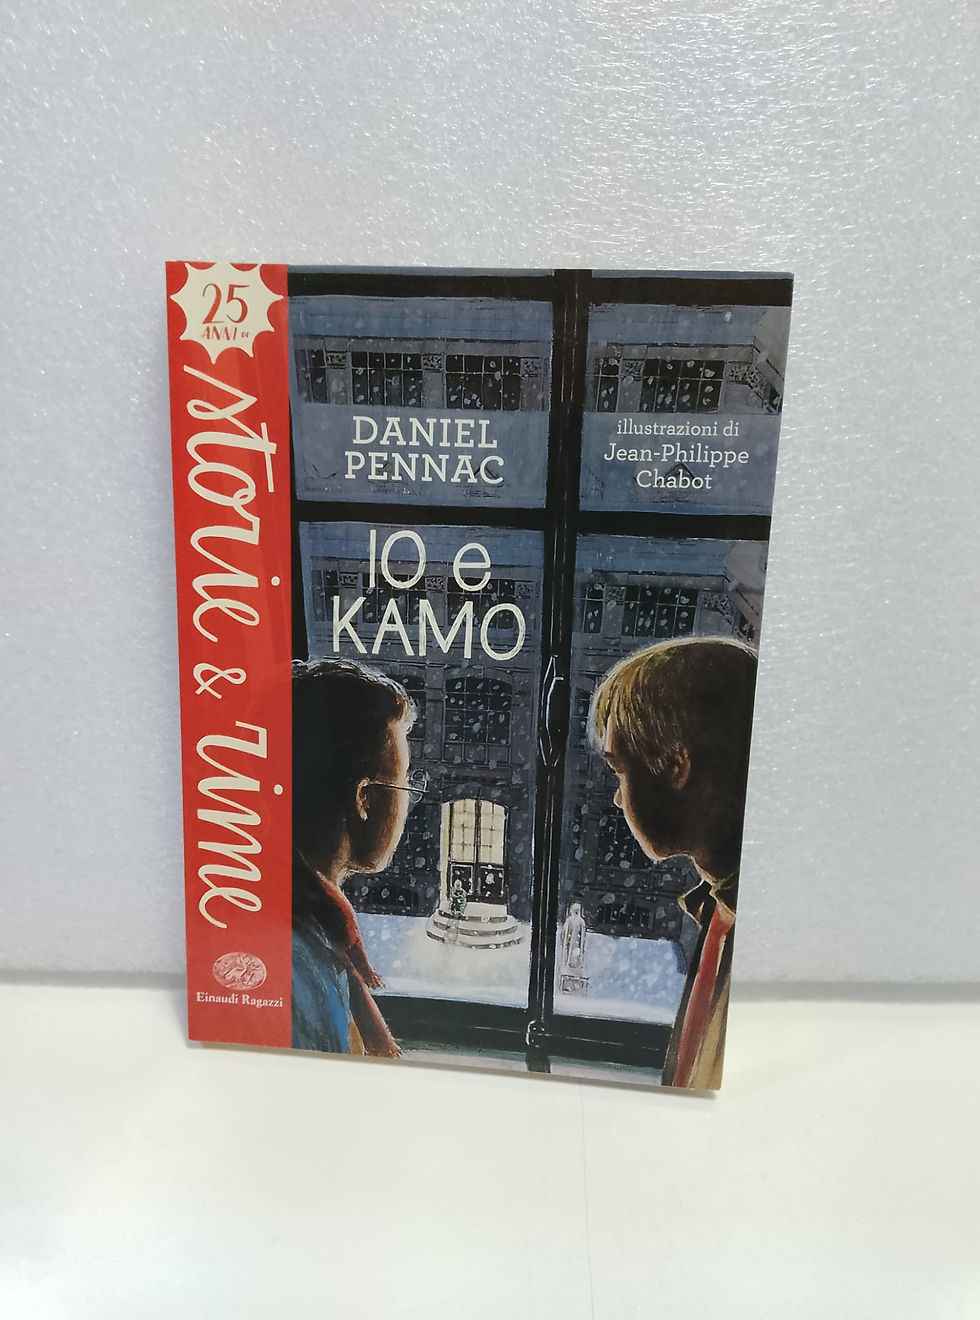 25
ANNI DI
Storie & rime
Einaudi Ragazzi
DANIEL
PENNAC
illustrazioni di
Jean-Philippe
Chabot
IO e
KAMO